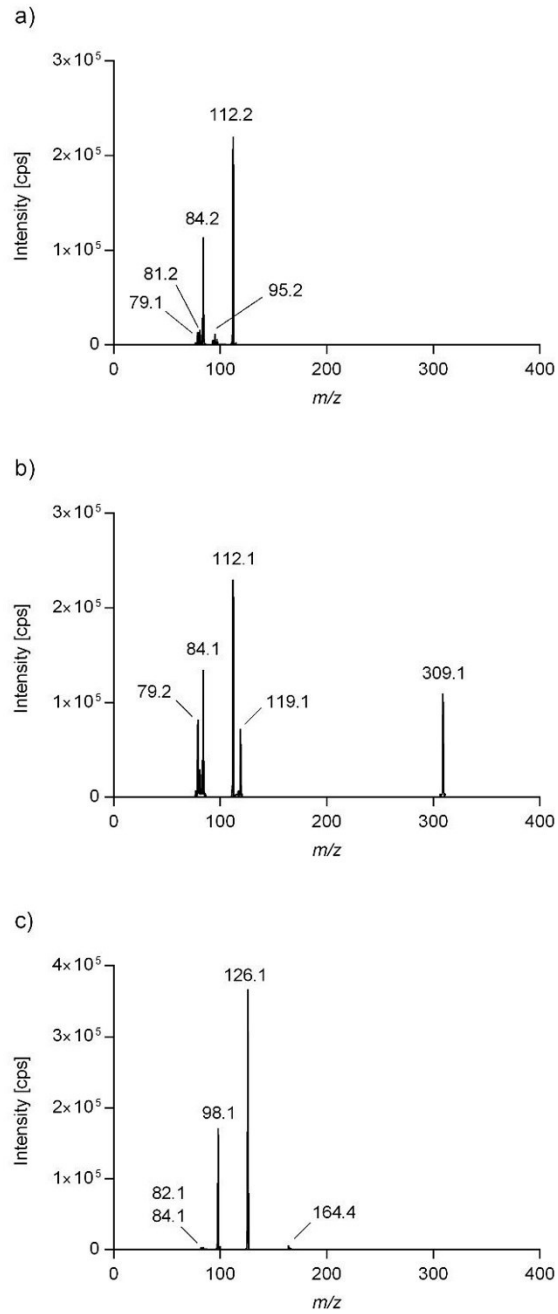 a)
3×10⁵
112.2
2×10⁵
84.2
1×10⁵
81.2
95.2
79.1
0
0 100 200 300 400
Intensity [cps]
m/z
b)
3×10⁵
112.1
2×10⁵
84.1
79.2
309.1
1×10⁵
119.1
0
0 100 200 300 400
Intensity [cps]
m/z
c)
4×10⁵
126.1
3×10⁵
98.1
2×10⁵
1×10⁵
82.1
84.1
164.4
0
0 100 200 300 400
Intensity [cps]
m/z